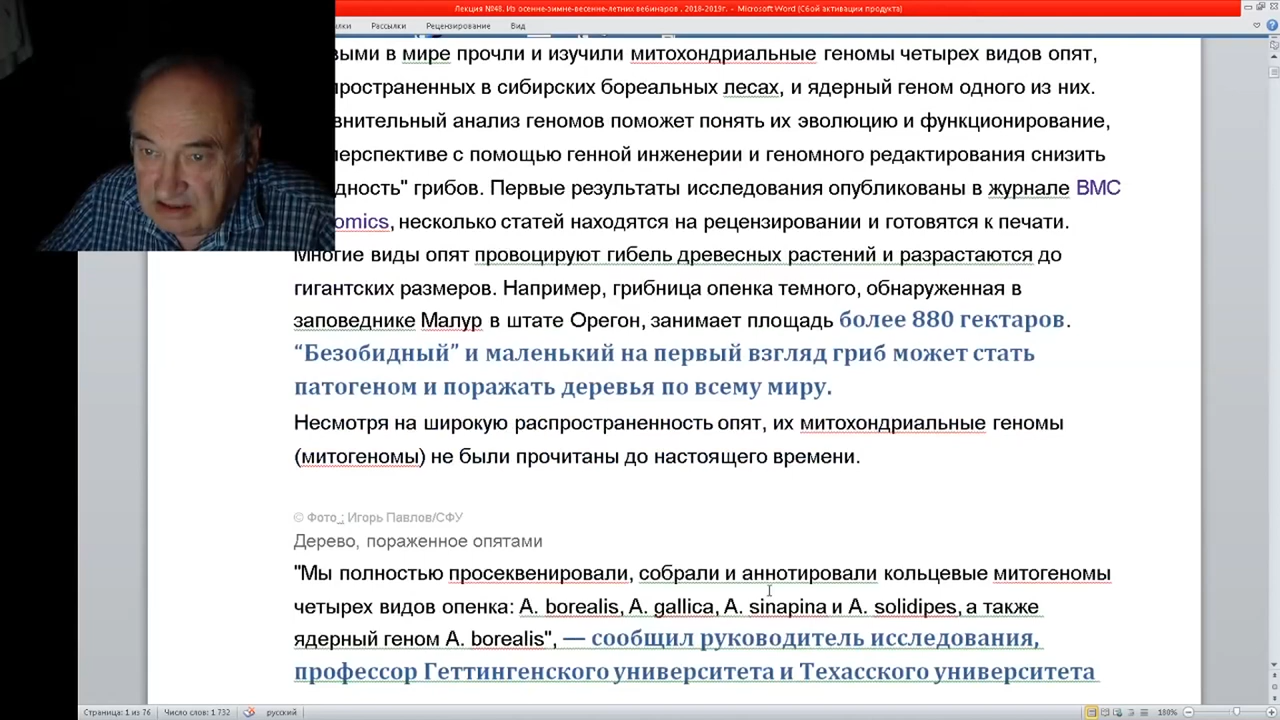 Лекция №48. Из осенне-зимне-весенне-летних вебинаров , 2018-2019г. - Microsoft Word (Сбой активации продукта)
Рассылки Рецензирование Вид
в мире прочли и изучили митохондриальные геномы четырех видов опят,
в сибирских бореальных лесах, и ядерный геном одного из них.
анализ геномов поможет понять их эволюцию и функционирование,
с помощью генной инженерии и геномного редактирования снизить
грибов. Первые результаты исследования опубликованы в журнале BMC
omics, несколько статей находятся на рецензировании и готовятся к печати.
Многие виды опят провоцируют гибель древесных растений и разрастаются до
гигантских размеров. Например, грибница опенка темного, обнаруженная в
заповеднике Малур в штате Орегон, занимает площадь более 880 гектаров.
“Безобидный” и маленький на первый взгляд гриб может стать
патогеном и поражать деревья по всему миру.
Несмотря на широкую распространенность опят, их митохондриальные геномы
(митогеномы) не были прочитаны до настоящего времени.
© Фото : Игорь Павлов/СФУ
Дерево, пораженное опятами
"Мы полностью просеквенировали, собрали и аннотировали кольцевые митогеномы
четырех видов опенка: A. borealis, A. gallica, A. sinapina и A. solidipes, а также
ядерный геном A. borealis", — сообщил руководитель исследования,
профессор Геттингенского университета и Техасского университета
Страница: 1 из 76 Число слов: 1 732 русский 180%